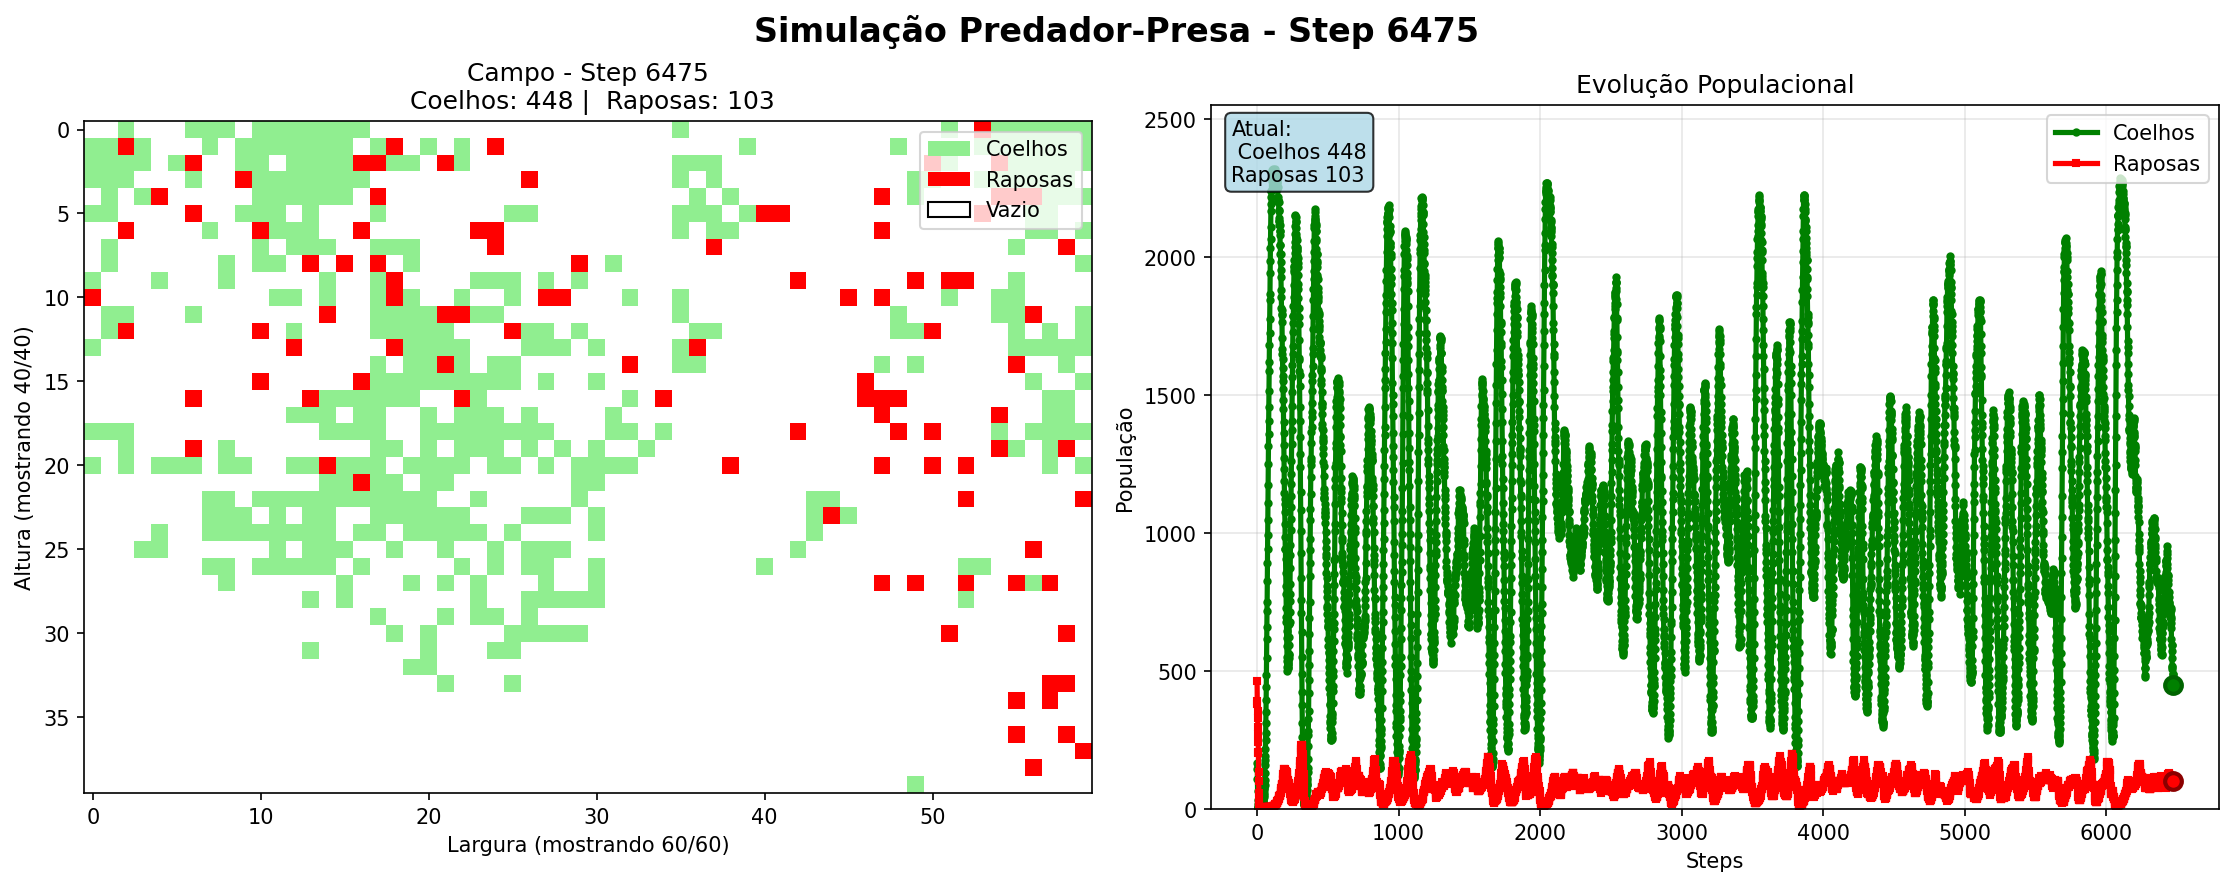 Simulação Predador-Presa - Step 6475
Campo - Step 6475
Coelhos: 448 |  Raposas: 103
Coelhos
Raposas
Vazio
0
5
10
15
20
25
30
35
Altura (mostrando 40/40)
0
10
20
30
40
50
Largura (mostrando 60/60)
Evolução Populacional
Atual:
Coelhos 448
Raposas 103
Coelhos
Raposas
2500
2000
1500
1000
500
0
População
0
1000
2000
3000
4000
5000
6000
Steps